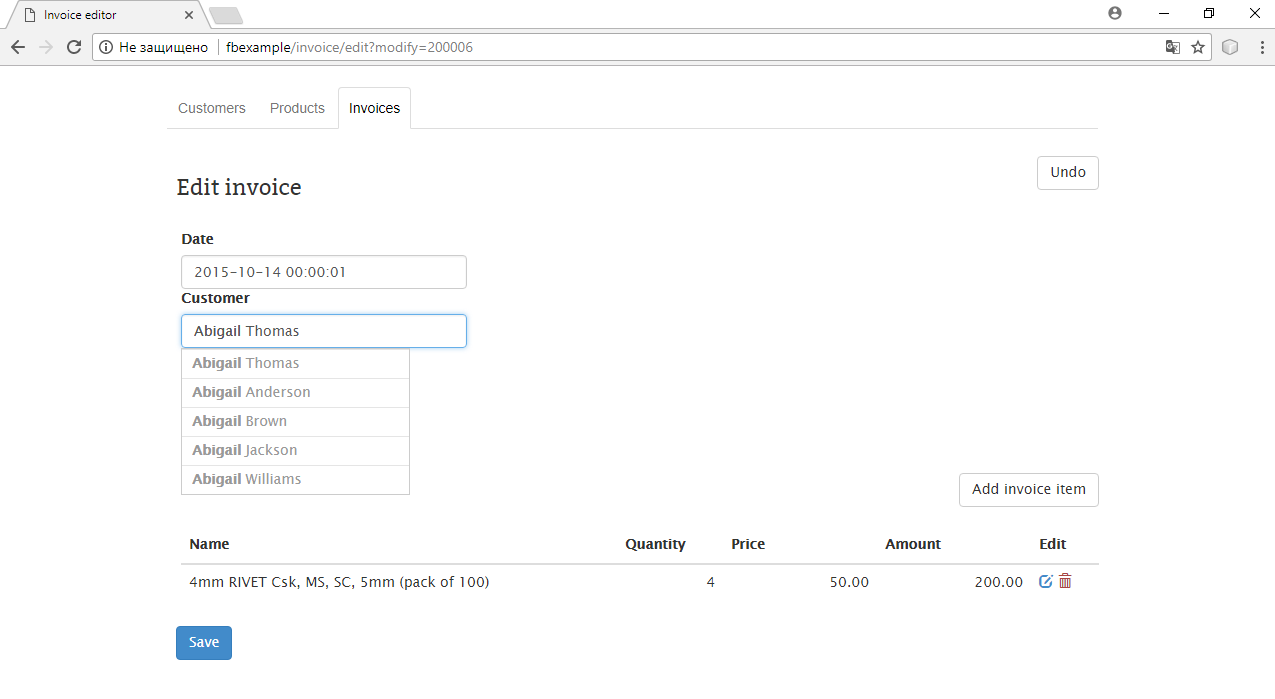 Invoice editor
Не защищено fbexample/invoice/edit?modify=200006
Customers Products Invoices
Undo
Edit invoice
Date
2015-10-14 00:00:01
Customer
Abigail Thomas
Abigail Thomas
Abigail Anderson
Abigail Brown
Abigail Jackson
Abigail Williams
Add invoice item
Name Quantity Price Amount Edit
4mm RIVET Csk, MS, SC, 5mm (pack of 100) 4 50.00 200.00
Save